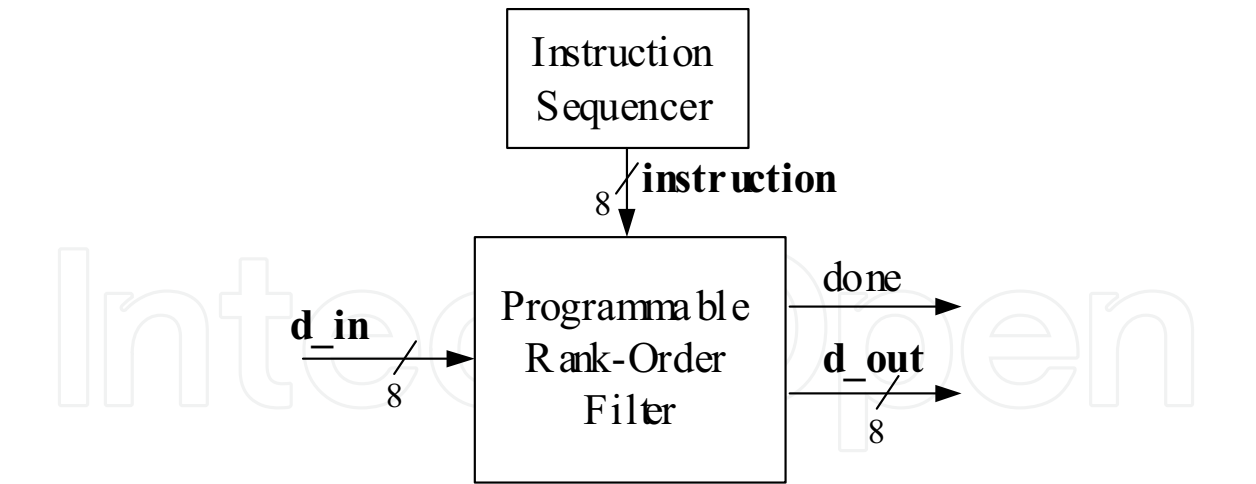 Instruction
Sequencer
instruction
8
Programmable
Rank-Order
Filter
d_in
8
done
d_out
8
IntechOpen